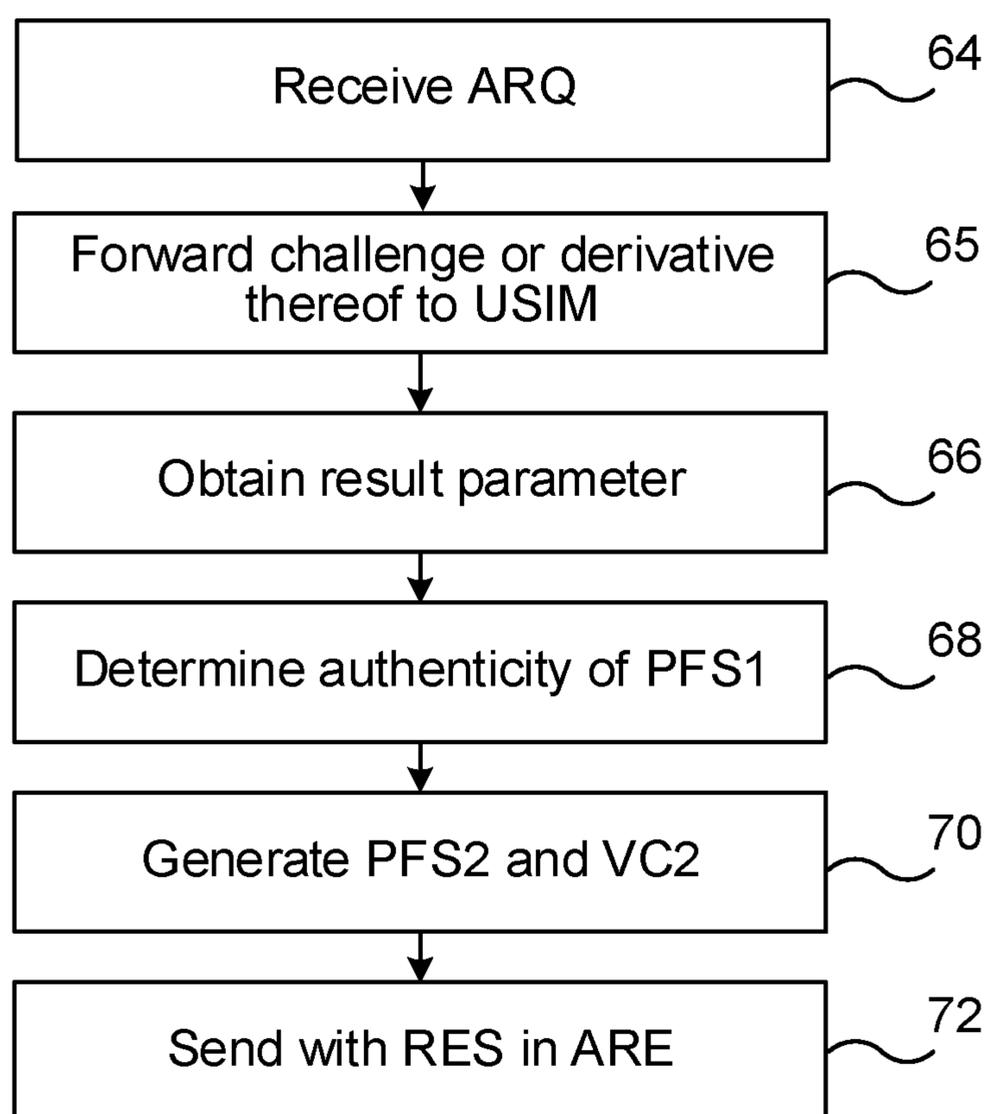 Receive ARQ
64
Forward challenge or derivative
thereof to USIM
65
Obtain result parameter
66
Determine authenticity of PFS1
68
Generate PFS2 and VC2
70
Send with RES in ARE
72